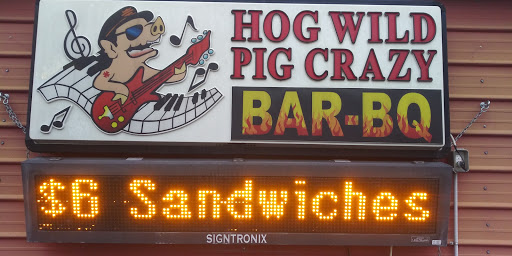 HOG WILD
PIG CRAZY
BAR-BQ
$6 Sandwiches
SIGNTRONIX